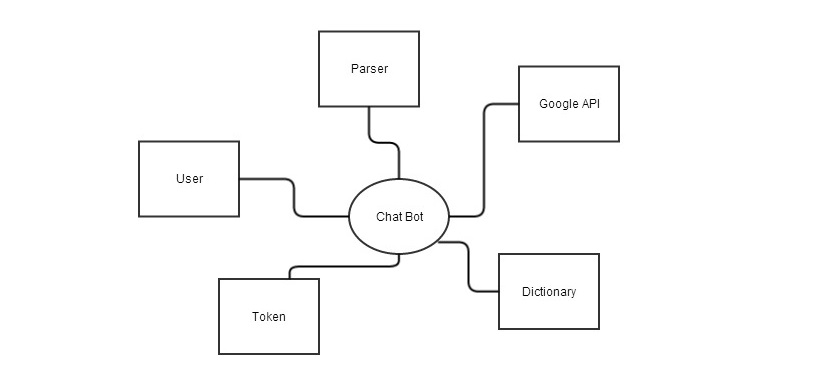 Parser
Google API
User
Chat Bot
Dictionary
Token